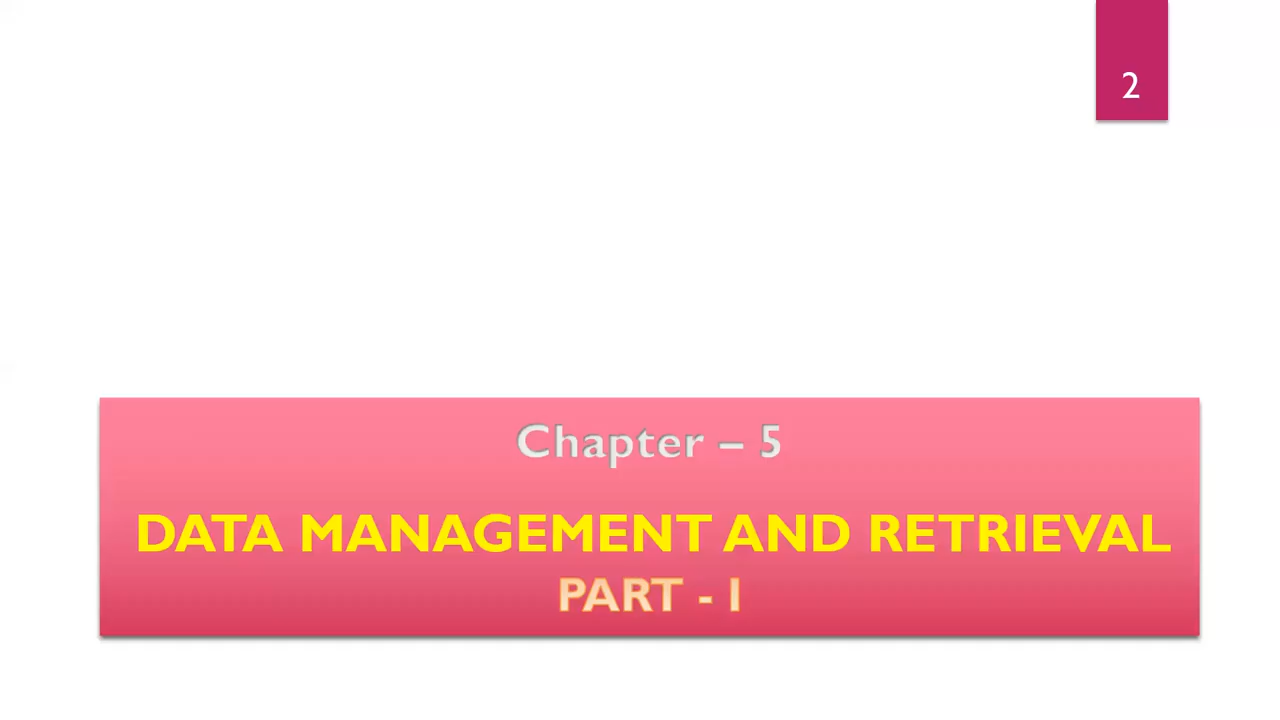 2
Chapter – 5
DATA MANAGEMENT AND RETRIEVAL
PART - I